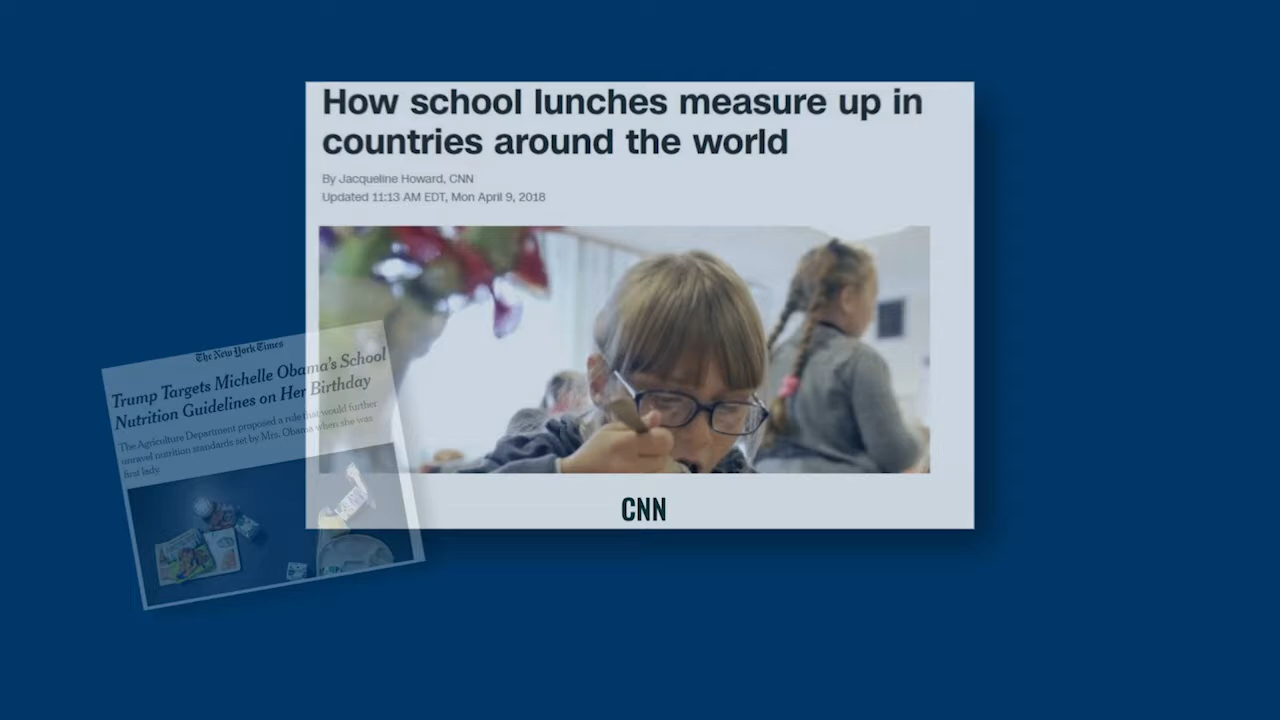 How school lunches measure up in
countries around the world
By Jacqueline Howard, CNN
Updated 11:13 AM EDT, Mon April 9, 2018
CNN
The New York Times
Trump Targets Michelle Obama's School
Nutrition Guidelines on Her Birthday
The Agriculture Department proposed a rule that would further
unravel nutrition standards set by Mrs. Obama when she was
first lady.